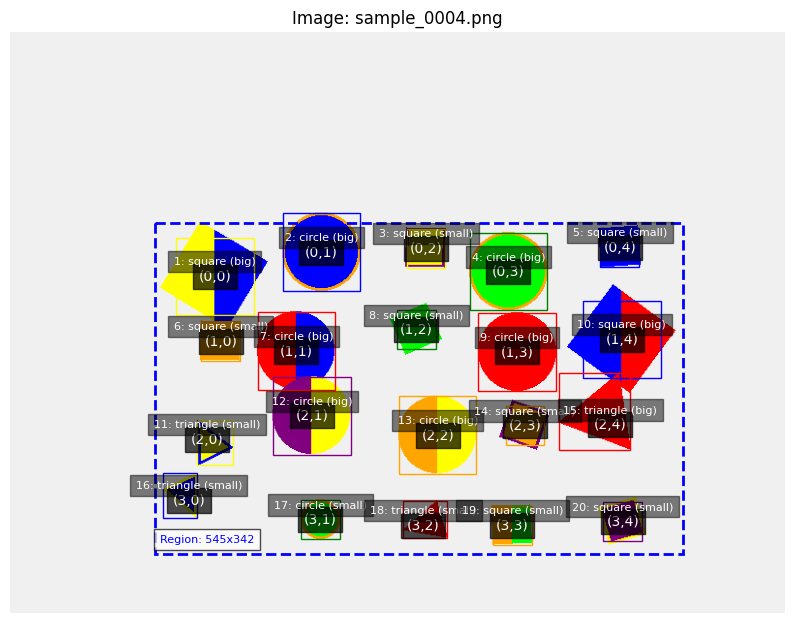 Image: sample_0004.png
1: square (big)
(0,0)
2: circle (big)
(0,1)
3: square (small)
(0,2)
4: circle (big)
(0,3)
5: square (small)
(0,4)
6: square (small)
(1,0)
7: circle (big)
(1,1)
8: square (small)
(1,2)
9: circle (big)
(1,3)
10: square (big)
(1,4)
11: triangle (small)
(2,0)
12: circle (big)
(2,1)
13: circle (big)
(2,2)
14: square (small)
(2,3)
15: triangle (big)
(2,4)
16: triangle (small)
(3,0)
17: circle (small)
(3,1)
18: triangle (small)
(3,2)
19: square (small)
(3,3)
20: square (small)
(3,4)
Region: 545x342